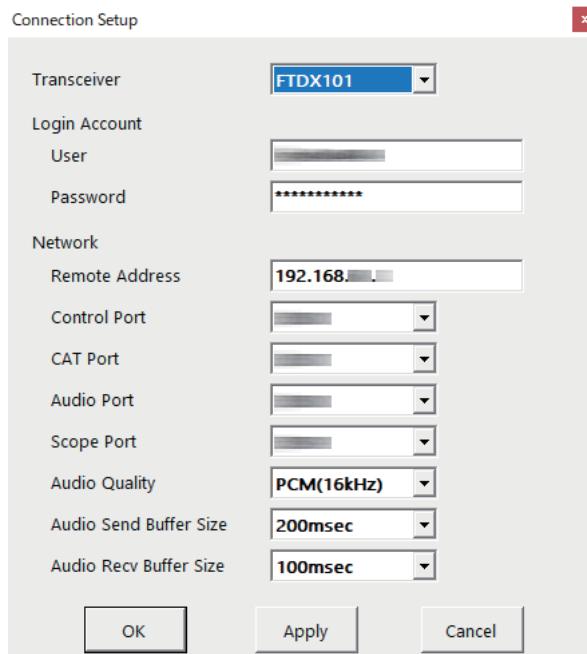 Connection Setup
Transceiver FTDX101
Login Account
User
Password ***********
Network
Remote Address 192.168.
Control Port
CAT Port
Audio Port
Scope Port
Audio Quality PCM(16kHz)
Audio Send Buffer Size 200msec
Audio Recv Buffer Size 100msec
OK Apply Cancel